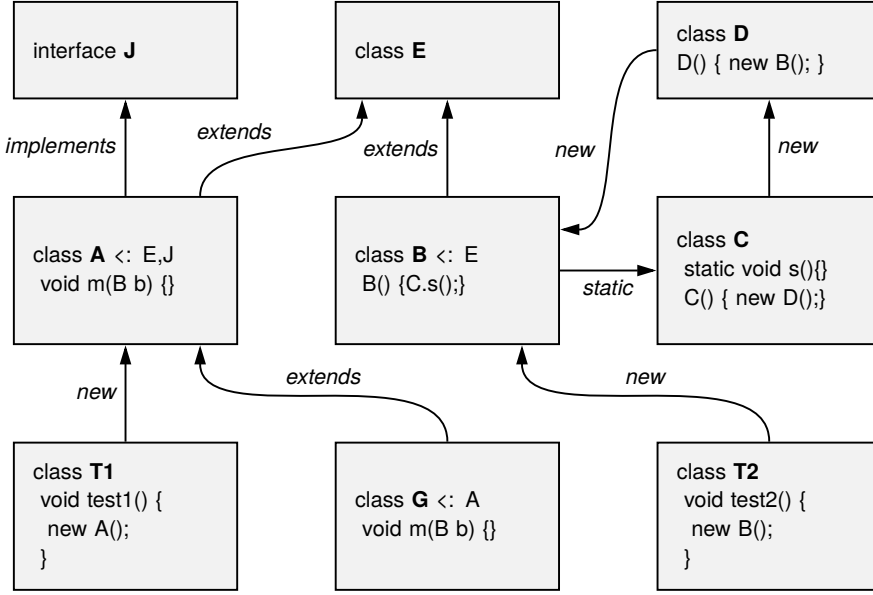 interface J
class E
class D
D() { new B(); }
implements
extends
extends
new
new
class A <: E,J
void m(B b) {}
class B <: E
B() {C.s();}
static
class C
static void s(){}
C() { new D();}
new
extends
new
class T1
void test1() {
new A();
}
class G <: A
void m(B b) {}
class T2
void test2() {
new B();
}